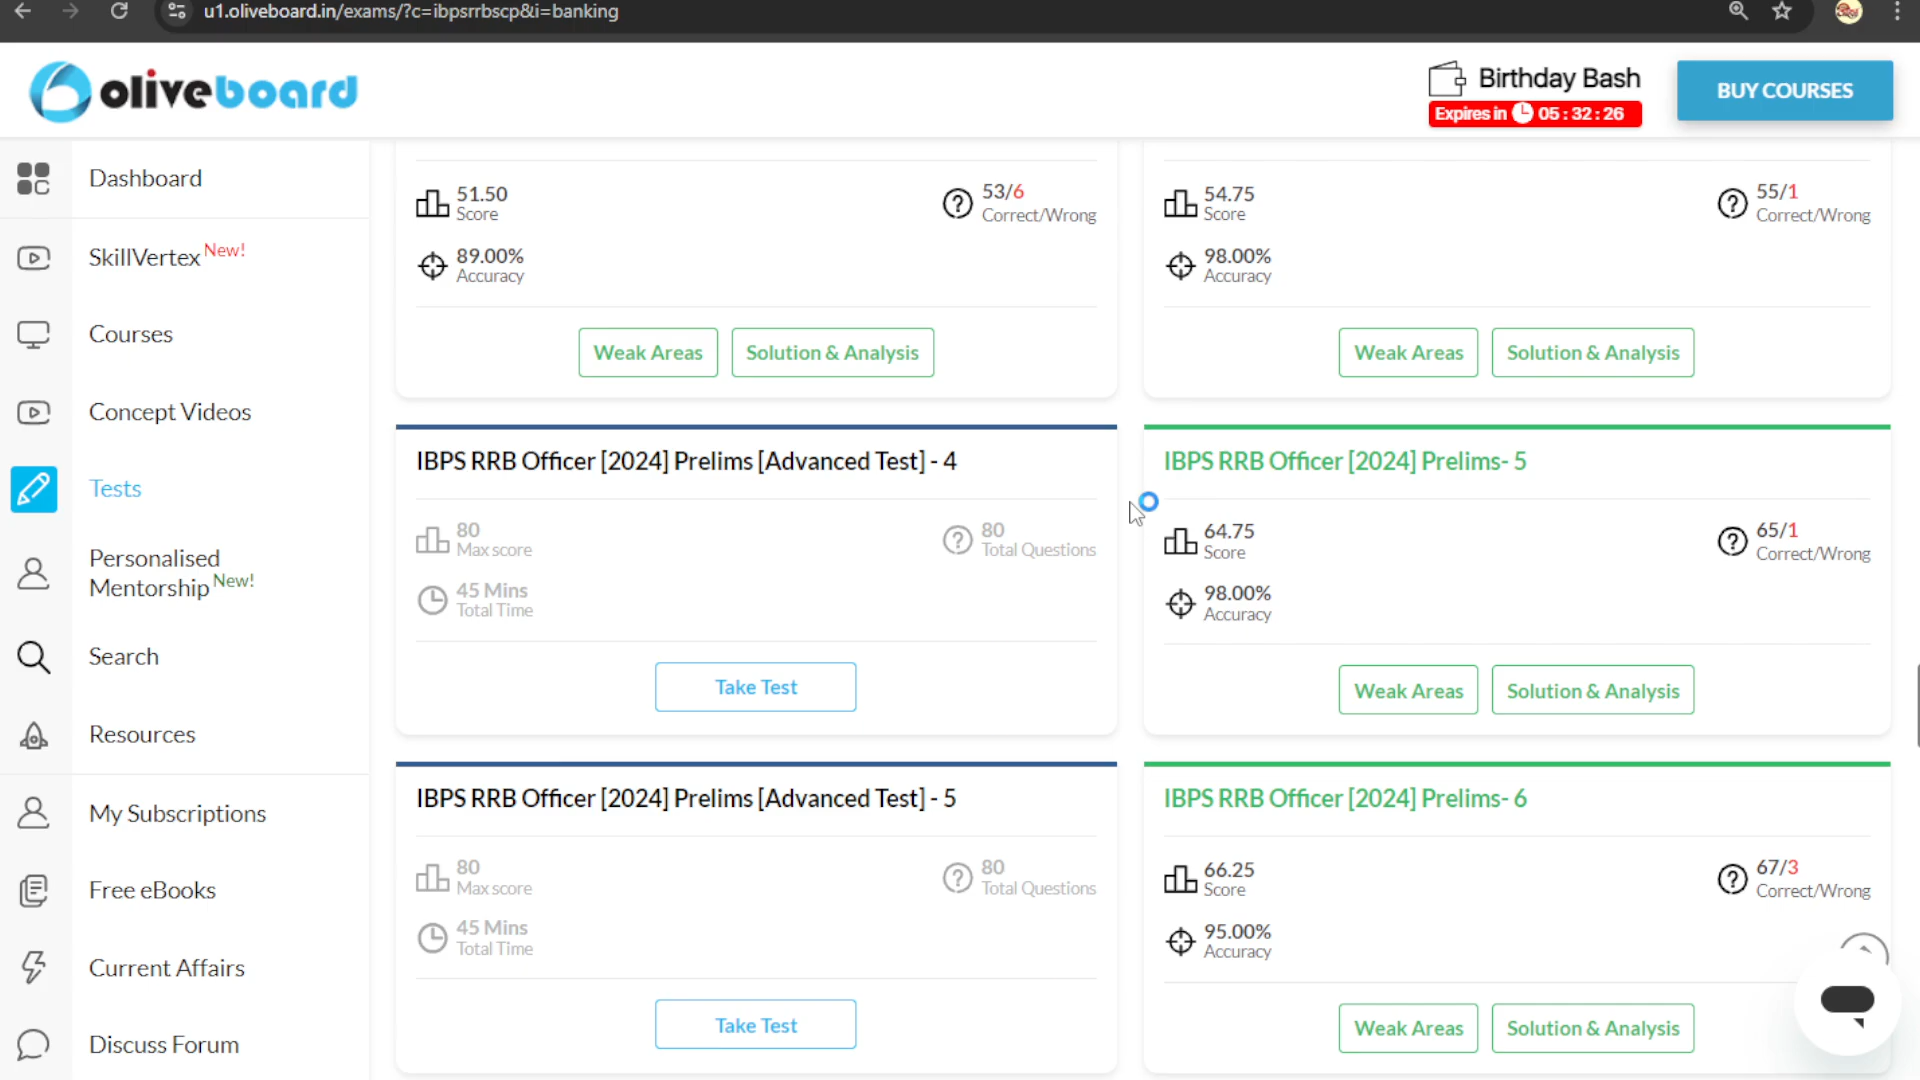 u1.oliveboard.in/exams/?c=ibpsrrbscp&i=banking
oliveboard
Birthday Bash
Expires in 05 : 32 : 26
BUY COURSES
Dashboard
SkillVertex New!
Courses
Concept Videos
Tests
Personalised
Mentorship New!
Search
Resources
My Subscriptions
Free eBooks
Current Affairs
Discuss Forum
51.50
Score
53/6
Correct/Wrong
89.00%
Accuracy
Weak Areas
Solution & Analysis
54.75
Score
55/1
Correct/Wrong
98.00%
Accuracy
Weak Areas
Solution & Analysis
IBPS RRB Officer [2024] Prelims [Advanced Test] - 4
80
Max score
80
Total Questions
45 Mins
Total Time
Take Test
IBPS RRB Officer [2024] Prelims- 5
64.75
Score
65/1
Correct/Wrong
98.00%
Accuracy
Weak Areas
Solution & Analysis
IBPS RRB Officer [2024] Prelims [Advanced Test] - 5
80
Max score
80
Total Questions
45 Mins
Total Time
Take Test
IBPS RRB Officer [2024] Prelims- 6
66.25
Score
67/3
Correct/Wrong
95.00%
Accuracy
Weak Areas
Solution & Analysis